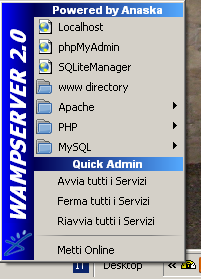 Powered by Anaska
Localhost
phpMyAdmin
SQLiteManager
www directory
Apache
PHP
MySQL
Quick Admin
Avvia tutti i Servizi
Ferma tutti i Servizi
Riavvia tutti i Servizi
Metti Online
WAMPSERVER 2.0
IT Desktop «